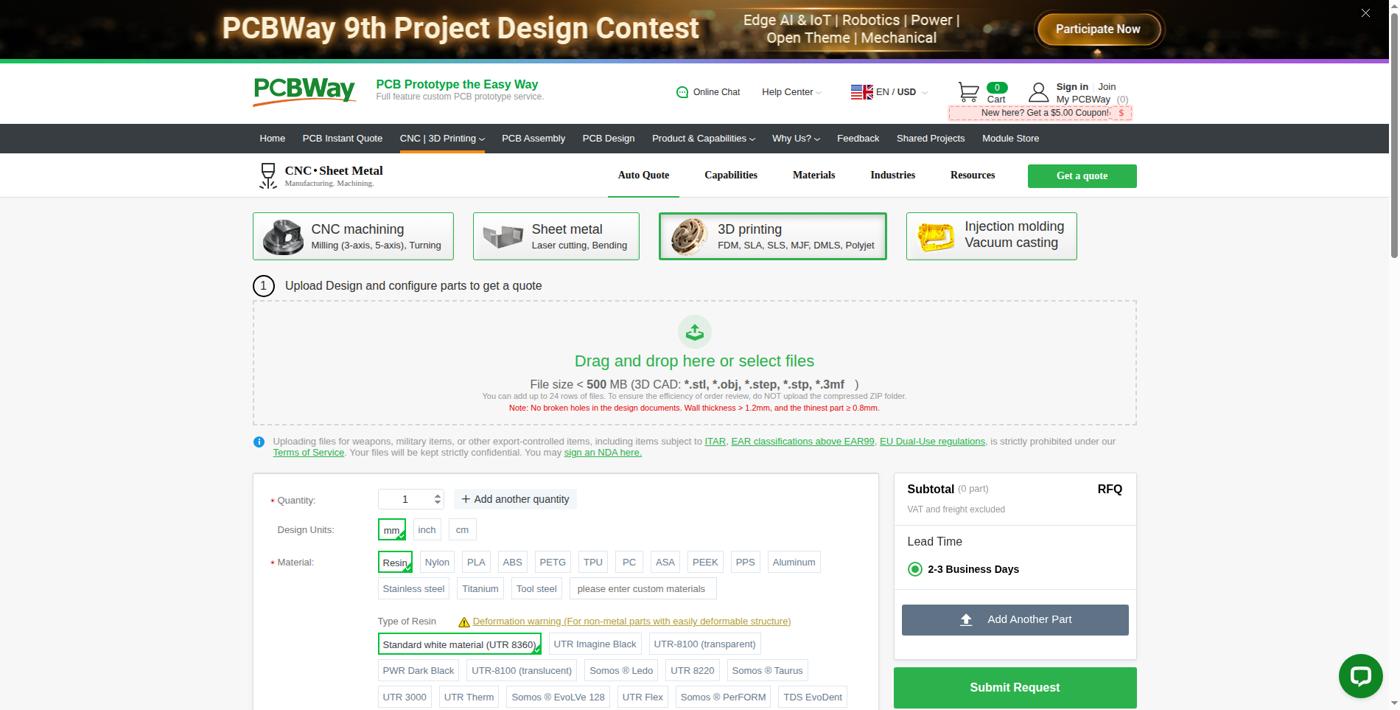 PCBWay 9th Project Design Contest
Edge AI & IoT | Robotics | Power |
Open Theme | Mechanical
Participate Now
PCBWay
PCB Prototype the Easy Way
Full feature custom PCB prototype service.
Online Chat
Help Center
EN / USD
0
Cart
Sign in
Join
My PCBWay (0)
New here? Get a $5.00 Coupon!
$
Home
PCB Instant Quote
CNC | 3D Printing
PCB Assembly
PCB Design
Product & Capabilities
Why Us?
Feedback
Shared Projects
Module Store
CNC • Sheet Metal
Manufacturing. Machining.
Auto Quote
Capabilities
Materials
Industries
Resources
Get a quote
CNC machining
Milling (3-axis, 5-axis), Turning
Sheet metal
Laser cutting, Bending
3D printing
FDM, SLA, SLS, MJF, DMLS, Polyjet
Injection molding
Vacuum casting
1
Upload Design and configure parts to get a quote
Drag and drop here or select files
File size < 500 MB (3D CAD: *.stl, *.obj, *.step, *.stp, *.3mf )
You can add up to 24 rows of files. To ensure the efficiency of order review, do NOT upload the compressed ZIP folder.
Note: No broken holes in the design documents. Wall thickness > 1.2mm, and the thinest part ≥ 0.8mm.
Uploading files for weapons, military items, or other export-controlled items, including items subject to ITAR, EAR classifications above EAR99, EU Dual-Use regulations, is strictly prohibited under our
Terms of Service. Your files will be kept strictly confidential. You may sign an NDA here.
* Quantity:
1
+ Add another quantity
Design Units:
mm
inch
cm
* Material:
Resin
Nylon
PLA
ABS
PETG
TPU
PC
ASA
PEEK
PPS
Aluminum
Stainless steel
Titanium
Tool steel
please enter custom materials
Type of Resin
Deformation warning (For non-metal parts with easily deformable structure)
Standard white material (UTR 8360)
UTR Imagine Black
UTR-8100 (transparent)
PWR Dark Black
UTR-8100 (translucent)
Somos ® Ledo
UTR 8220
Somos ® Taurus
UTR 3000
UTR Therm
Somos ® EvoLVe 128
UTR Flex
Somos ® PerFORM
TDS EvoDent
Subtotal (0 part)
RFQ
VAT and freight excluded
Lead Time
2-3 Business Days
Add Another Part
Submit Request